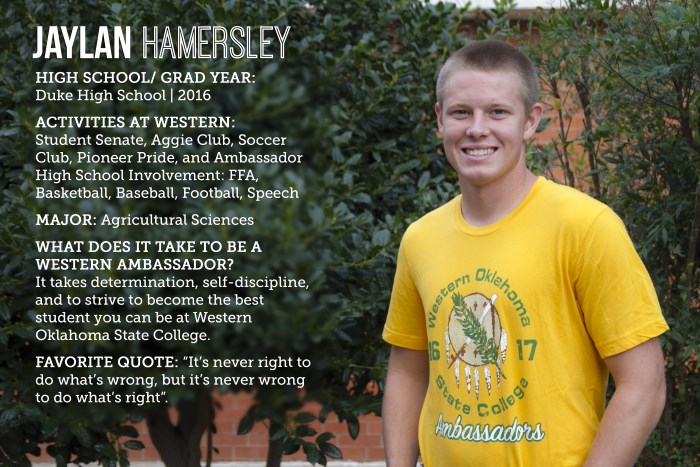 JAYLAN HAMERSLEY
HIGH SCHOOL/ GRAD YEAR:
Duke High School | 2016
ACTIVITIES AT WESTERN:
Student Senate, Aggie Club, Soccer
Club, Pioneer Pride, and Ambassador
High School Involvement: FFA,
Basketball, Baseball, Football, Speech
MAJOR: Agricultural Sciences
WHAT DOES IT TAKE TO BE A
WESTERN AMBASSADOR?
It takes determination, self-discipline,
and to strive to become the best
student you can be at Western
Oklahoma State College.
FAVORITE QUOTE: “It’s never right to
do what’s wrong, but it’s never wrong
to do what’s right”.
Western Oklahoma
16 17
State College
Ambassadors